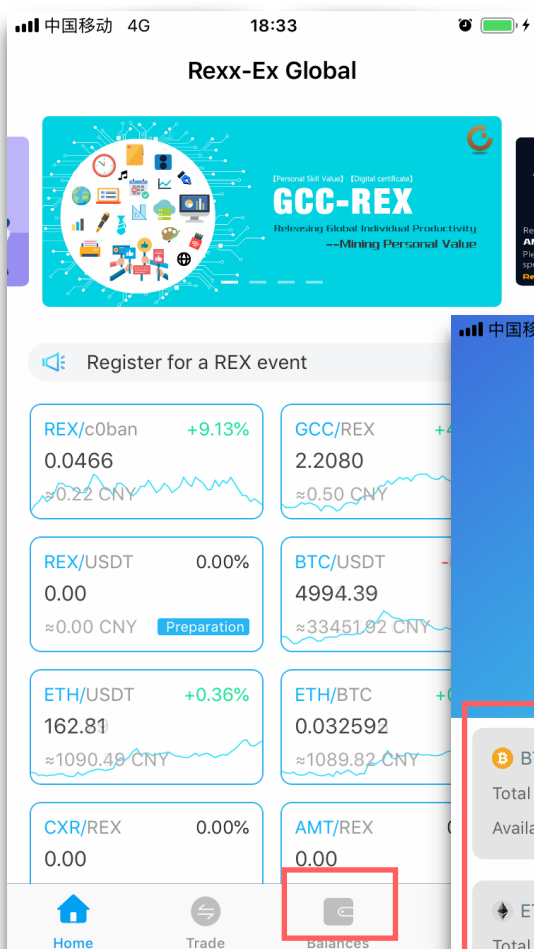 中国移动 4G 18:33
Rexx-Ex Global
【Personal Skill Value】【Digital certificate】
GCC-REX
Releasing Global Individual Productivity
--Mining Personal Value
Register for a REX event
REX/c0ban +9.13%
0.0466
≈0.22 CNY
GCC/REX
2.2080
≈0.50 CNY
REX/USDT 0.00%
0.00
≈0.00 CNY Preparation
BTC/USDT
4994.39
≈33451.92 CNY
ETH/USDT +0.36%
162.81
≈1090.49 CNY
ETH/BTC
0.032592
≈1089.82 CNY
CXR/REX 0.00%
0.00
AMT/REX
0.00
Home
Trade
Balances
中国移
Total
Total